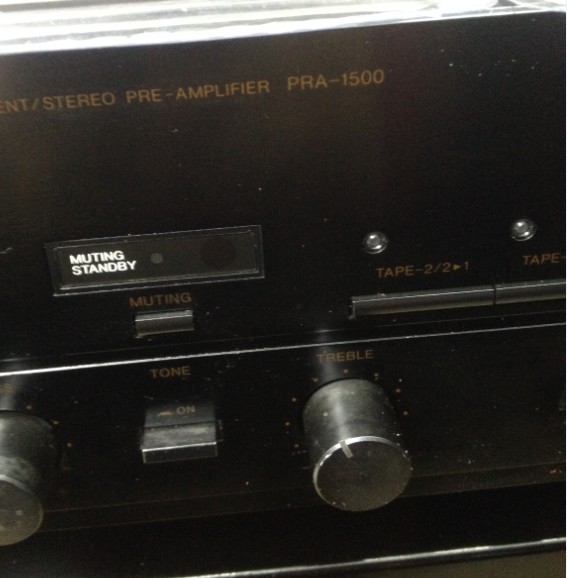 ENT/STEREO PRE-AMPLIFIER PRA-1500
MUTING
STANDBY
MUTING
TAPE-2/2▶1
TAPE-
TONE
ON
TREBLE